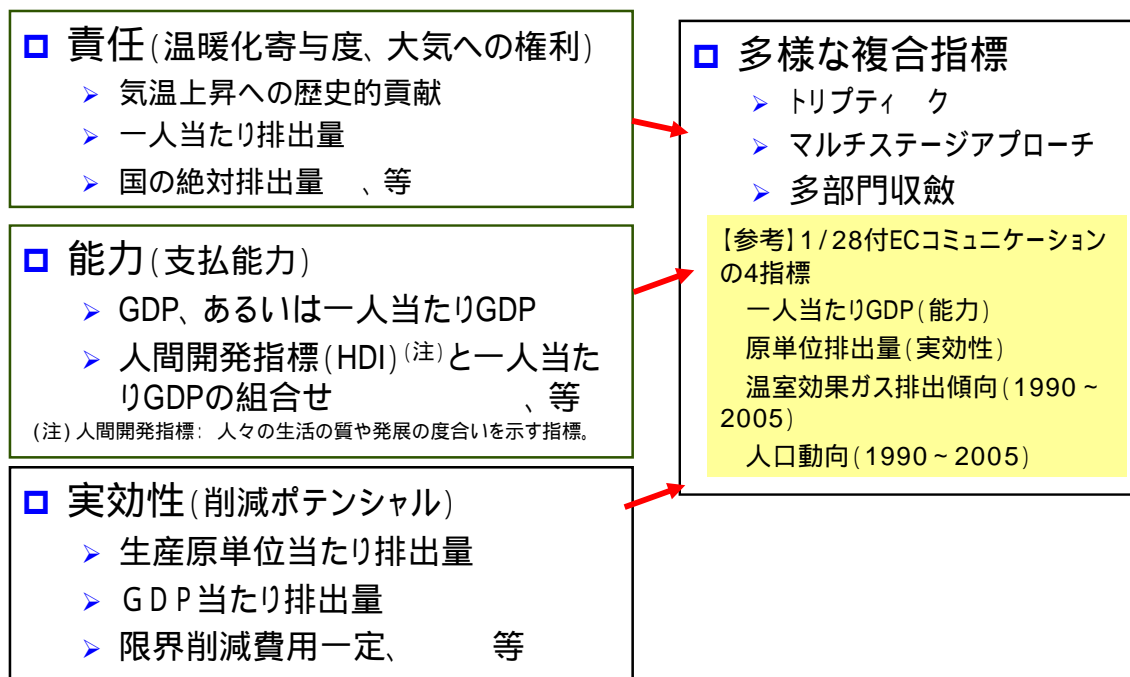 責任(温暖化寄与度、大気への権利)
気温上昇への歴史的貢献
一人当たり排出量
国の絶対排出量 、等
能力(支払能力)
GDP、あるいは一人当たりGDP
人間開発指標(HDI)(注)と一人当た
りGDPの組合せ 、等
(注)人間開発指標: 人々の生活の質や発展の度合いを示す指標。
実効性(削減ポテンシャル)
生産原単位当たり排出量
GDP当たり排出量
限界削減費用一定、 等
多様な複合指標
トリプティ ク
マルチステージアプローチ
多部門収斂
【参考】1/28付ECコミュニケーション
の4指標
一人当たりGDP(能力)
原単位排出量(実効性)
温室効果ガス排出傾向(1990~
2005)
人口動向(1990~2005)